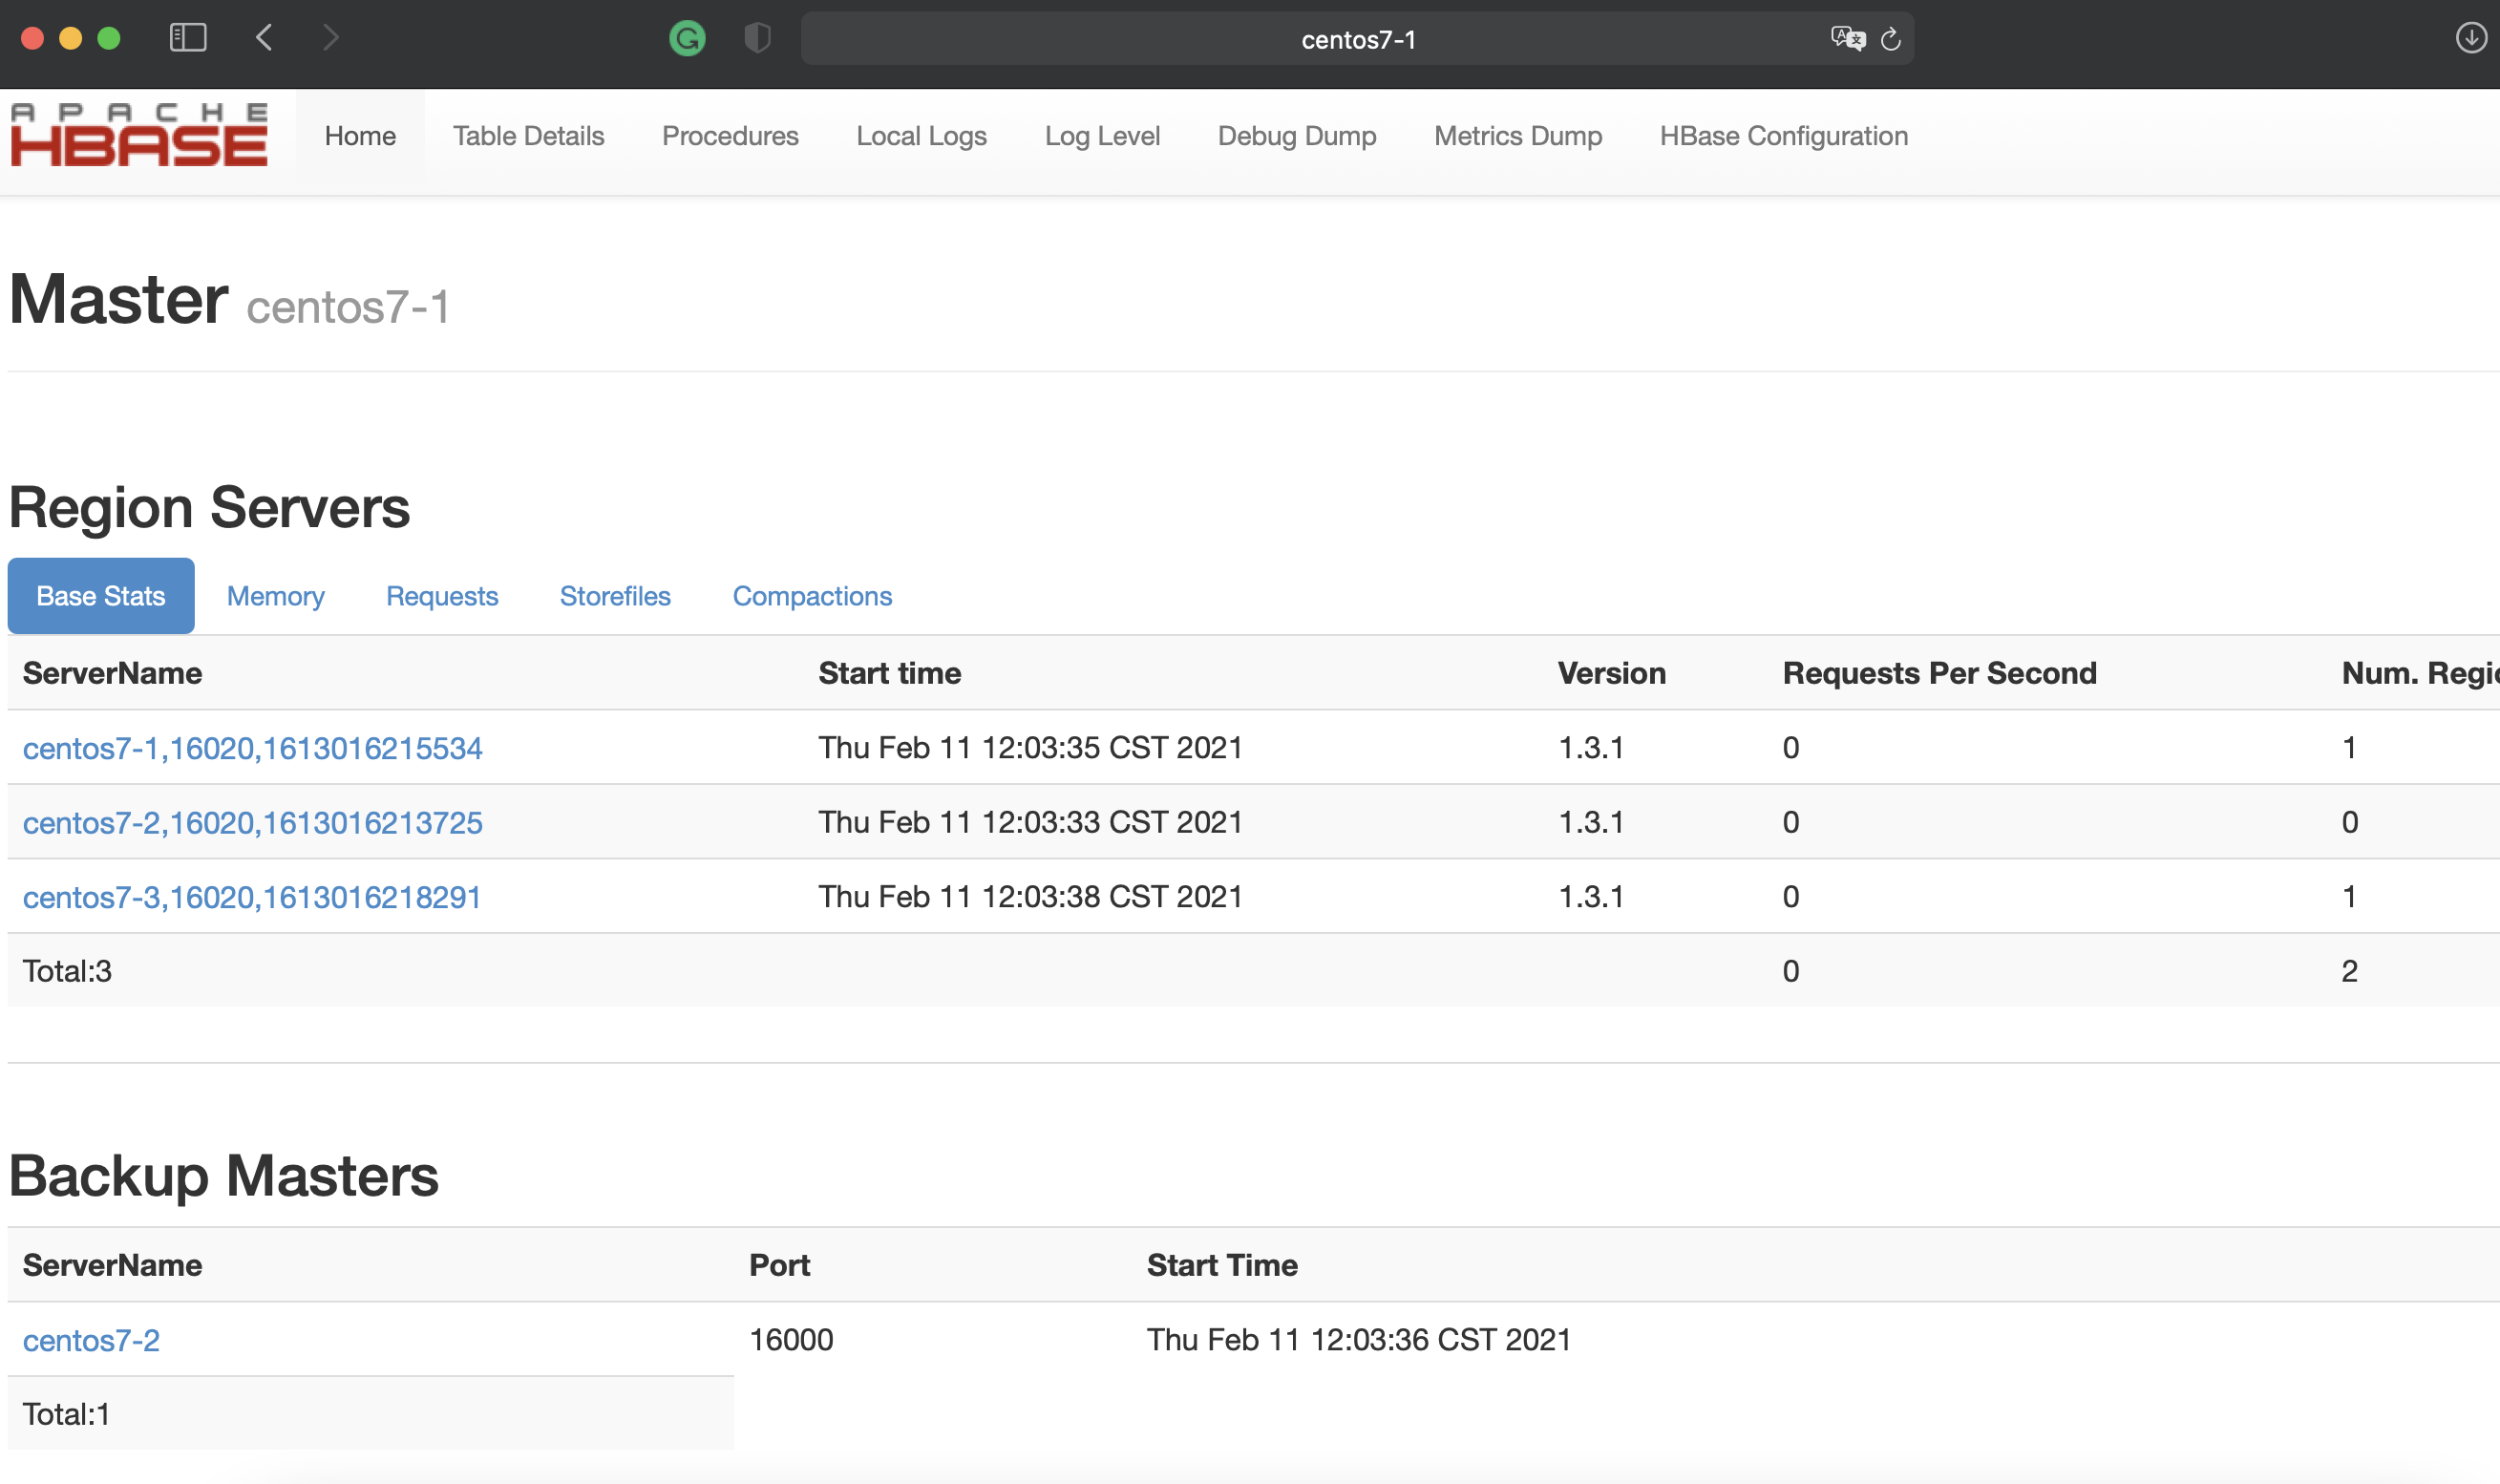 centos7-1
APACHE
HBASE
Home Table Details Procedures Local Logs Log Level Debug Dump Metrics Dump HBase Configuration
Master centos7-1
Region Servers
Base Stats Memory Requests Storefiles Compactions
ServerName Start time Version Requests Per Second Num. Regio
centos7-1,16020,1613016215534 Thu Feb 11 12:03:35 CST 2021 1.3.1 0 1
centos7-2,16020,1613016213725 Thu Feb 11 12:03:33 CST 2021 1.3.1 0 0
centos7-3,16020,1613016218291 Thu Feb 11 12:03:38 CST 2021 1.3.1 0 1
Total:3 0 2
Backup Masters
ServerName Port Start Time
centos7-2 16000 Thu Feb 11 12:03:36 CST 2021
Total:1